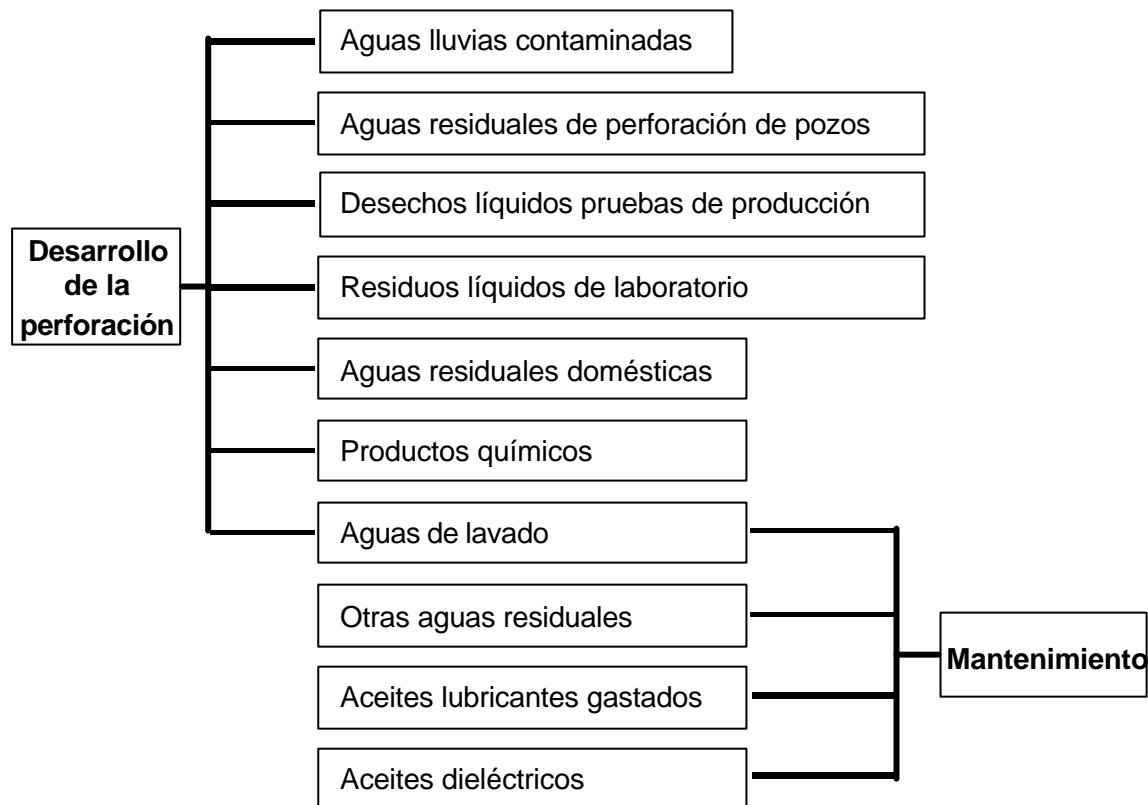 Aguas lluvias contaminadas
Aguas residuales de perforación de pozos
Desechos líquidos pruebas de producción
Desarrollo
de la
perforación
Residuos líquidos de laboratorio
Aguas residuales domésticas
Productos químicos
Aguas de lavado
Otras aguas residuales
Mantenimiento
Aceites lubricantes gastados
Aceites dieléctricos